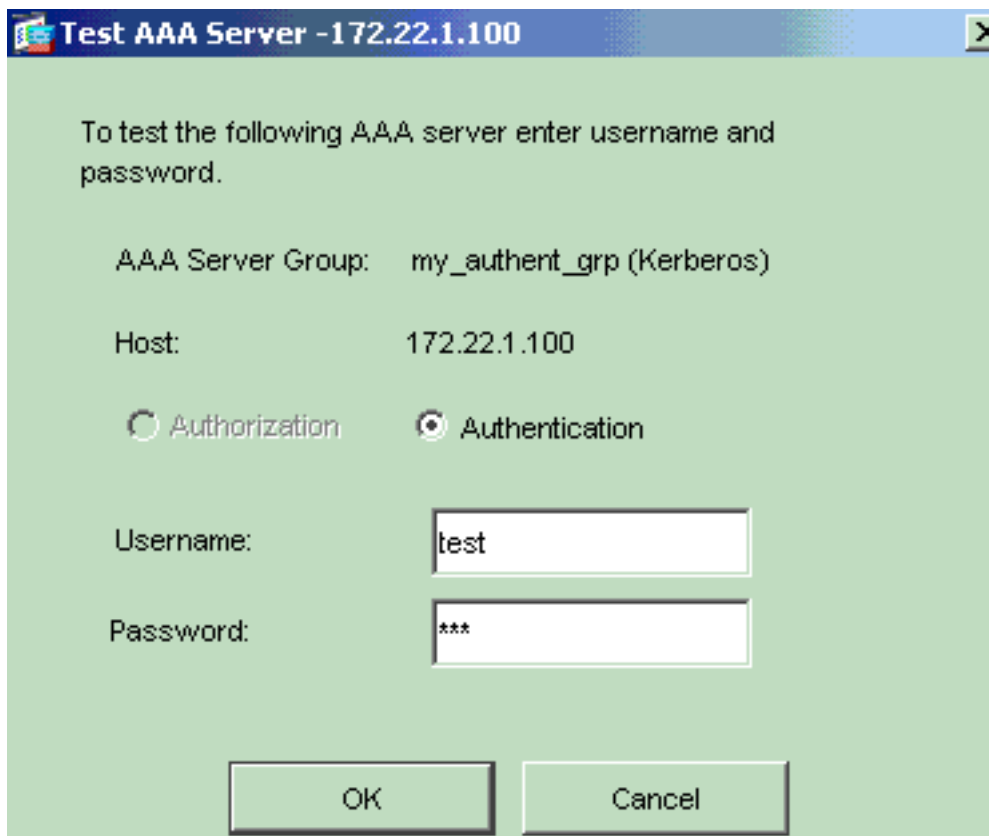 Test AAA Server -172.22.1.100
To test the following AAA server enter username and
password.
AAA Server Group: my_authent_grp (Kerberos)
Host: 172.22.1.100
Authorization Authentication
Username: test
Password: ***
OK Cancel